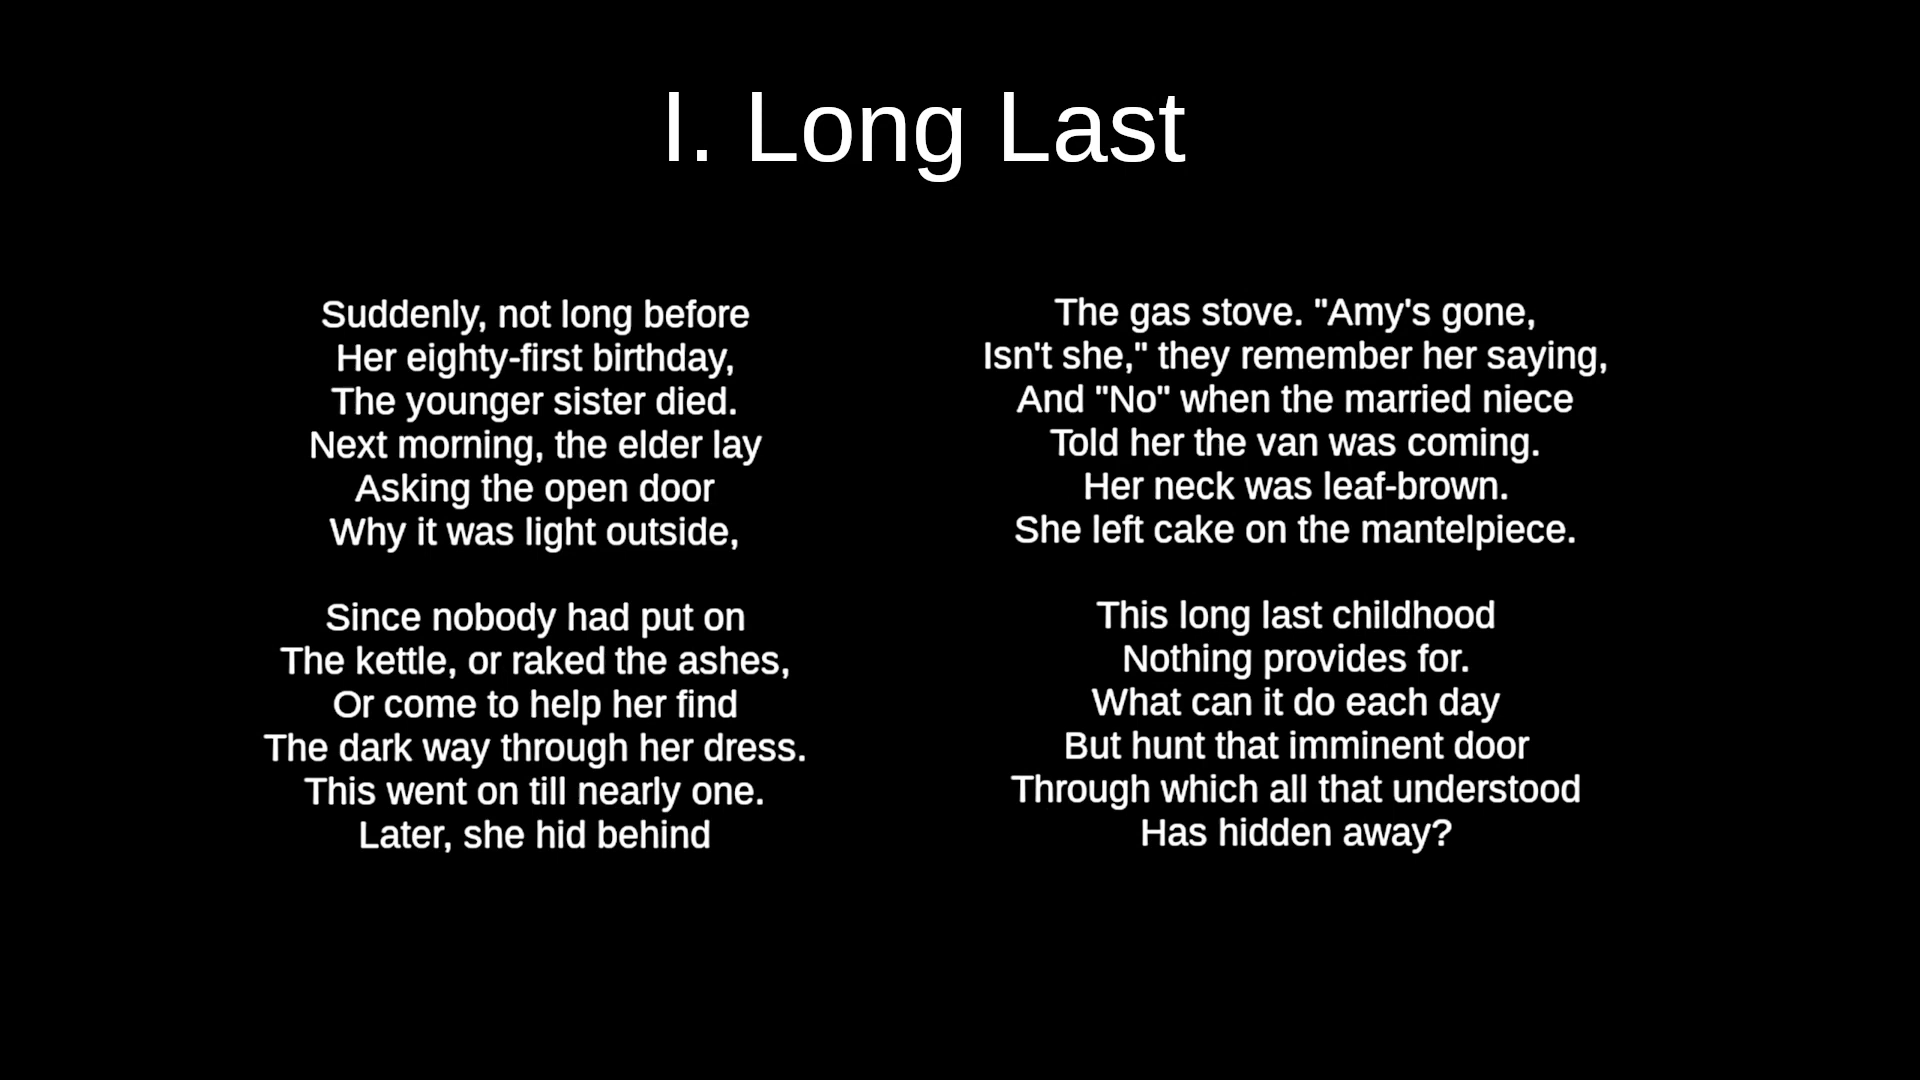 I. Long Last
Suddenly, not long before
Her eighty-first birthday,
The younger sister died.
Next morning, the elder lay
Asking the open door
Why it was light outside,
Since nobody had put on
The kettle, or raked the ashes,
Or come to help her find
The dark way through her dress.
This went on till nearly one.
Later, she hid behind
The gas stove. "Amy's gone,
Isn't she," they remember her saying,
And "No" when the married niece
Told her the van was coming.
Her neck was leaf-brown.
She left cake on the mantelpiece.
This long last childhood
Nothing provides for.
What can it do each day
But hunt that imminent door
Through which all that understood
Has hidden away?